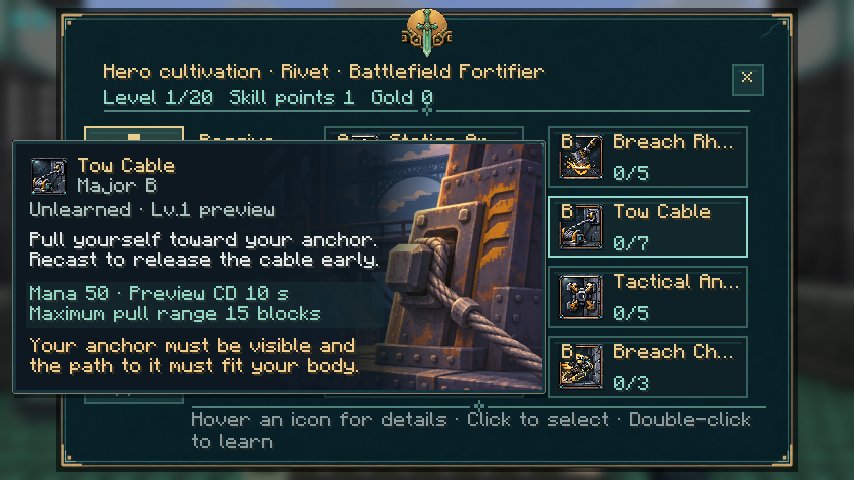 Hero cultivation · Rivet · Battlefield Fortifier
Level 1/20 Skill points 1 Gold 0
×
Tow Cable
Major B
Unlearned · Lv.1 preview
Pull yourself toward your anchor.
Recast to release the cable early.
Mana 50 · Preview CD 10 s
Maximum pull range 15 blocks
Your anchor must be visible and
the path to it must fit your body.
B Breach Rh...
0/5
B Tow Cable
0/7
Tactical An...
0/5
B Breach Ch...
0/3
Hover an icon for details · Click to select · Double-click
to learn